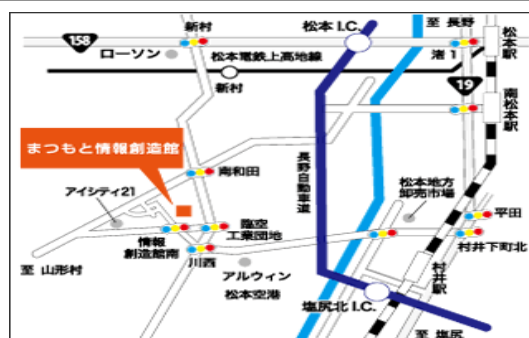 新村
松本 I.C.
至 長野
158
ローソン
松本電鉄上高地線
渚 1
松本駅
新村
19
南松本駅
まつもと情報創造館
南和田
長野自動車道
アイシティ21
松本地方
卸売市場
臨空
工業団地
平田
情報
創造館南
川西
村井下町北
至 山形村
アルウィン
松本空港
村井駅
塩尻北 I.C.
至 塩尻